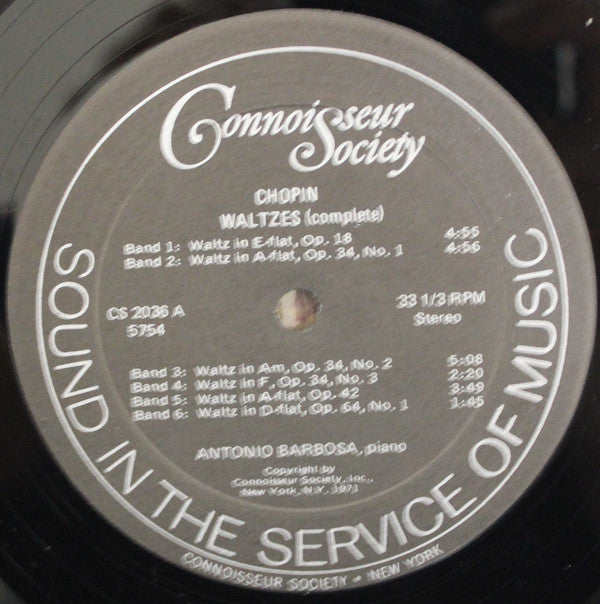 Connoisseur
Society
CHOPIN
WALTZES (complete)
Band 1: Waltz in E-flat, Op. 18 4:55
Band 2: Waltz in A-flat, Op. 34, No. 1 4:56
CS 2036 A
5754
33 1/3 RPM
Stereo
Band 3: Waltz in Am, Op. 34, No. 2 5:08
Band 4: Waltz in F, Op. 34, No. 3 2:20
Band 5: Waltz in A-flat, Op. 42 3:49
Band 6: Waltz in D-flat, Op. 64, No. 1 1:45
ANTONIO BARBOSA, piano
Copyright by
Connoisseur Society, Inc.,
New York, N.Y. 1971
SOUND IN THE SERVICE OF MUSIC
CONNOISSEUR SOCIETY • NEW YORK